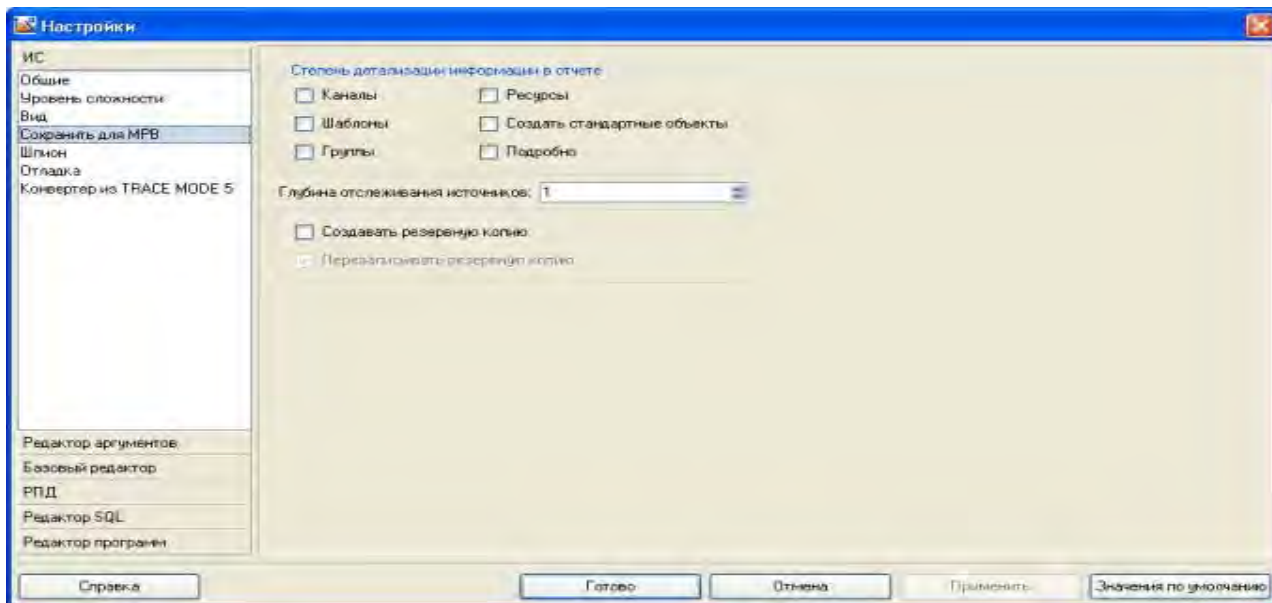 Настройки
ИС
Общие
Уровень сложности
Вид
Сохранить для МРВ
Шпион
Отладка
Конвертер из TRACE MODE 5
Редактор аргументов
Базовый редактор
РПД
Редактор SQL
Редактор программ
Степень детализации информации в отчете
Каналы
Ресурсы
Шаблоны
Создать стандартные объекты
Группы
Подробно
Глубина отслеживания источников: 1
Создавать резервную копию
Перезаписывать резервную копию
Справка
Готово
Отмена
Применить
Значения по умолчанию